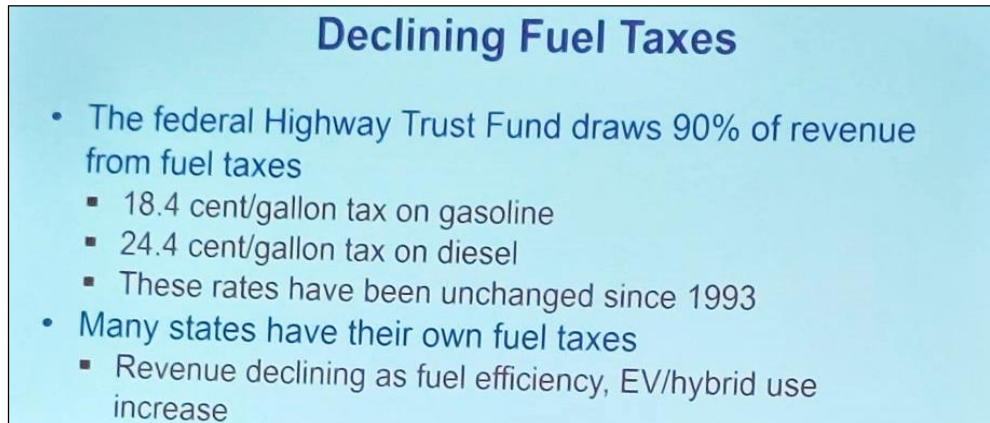 Declining Fuel Taxes
• The federal Highway Trust Fund draws 90% of revenue
from fuel taxes
▪ 18.4 cent/gallon tax on gasoline
▪ 24.4 cent/gallon tax on diesel
▪ These rates have been unchanged since 1993
• Many states have their own fuel taxes
▪ Revenue declining as fuel efficiency, EV/hybrid use
increase